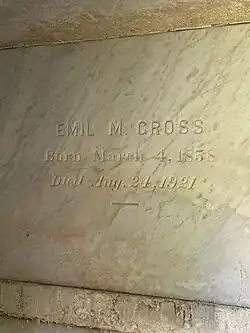 EMIL M. CROSS
Born March 4, 1858
Died Aug. 24, 1921